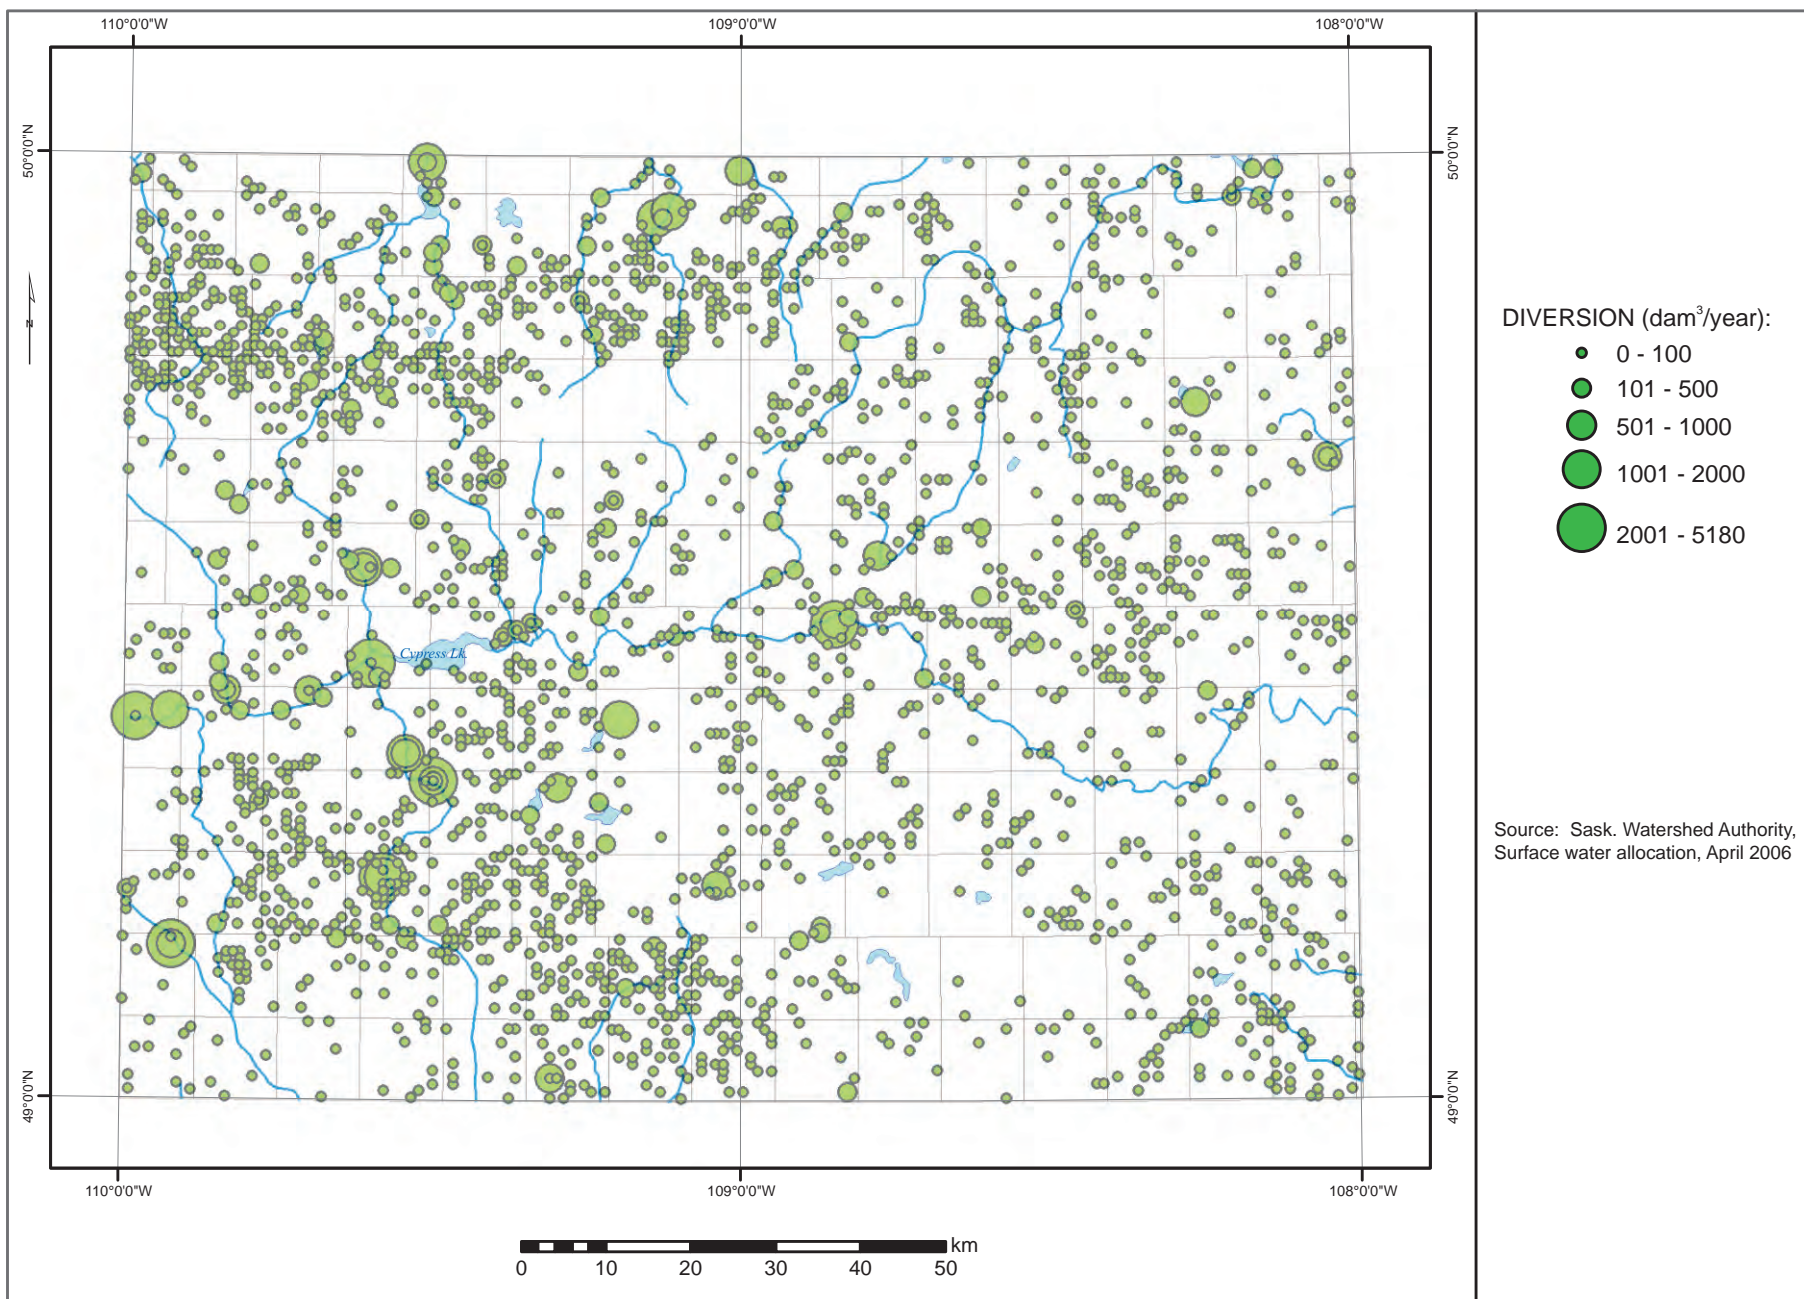 110°0'0"W
109°0'0"W
108°0'0"W
50°0'0"N
50°0'0"N
N
DIVERSION (dam³/year):
0 - 100
101 - 500
501 - 1000
1001 - 2000
2001 - 5180
Cypress Lk.
Source: Sask. Watershed Authority,
Surface water allocation, April 2006
49°0'0"N
49°0'0"N
110°0'0"W
109°0'0"W
108°0'0"W
km
0 10 20 30 40 50